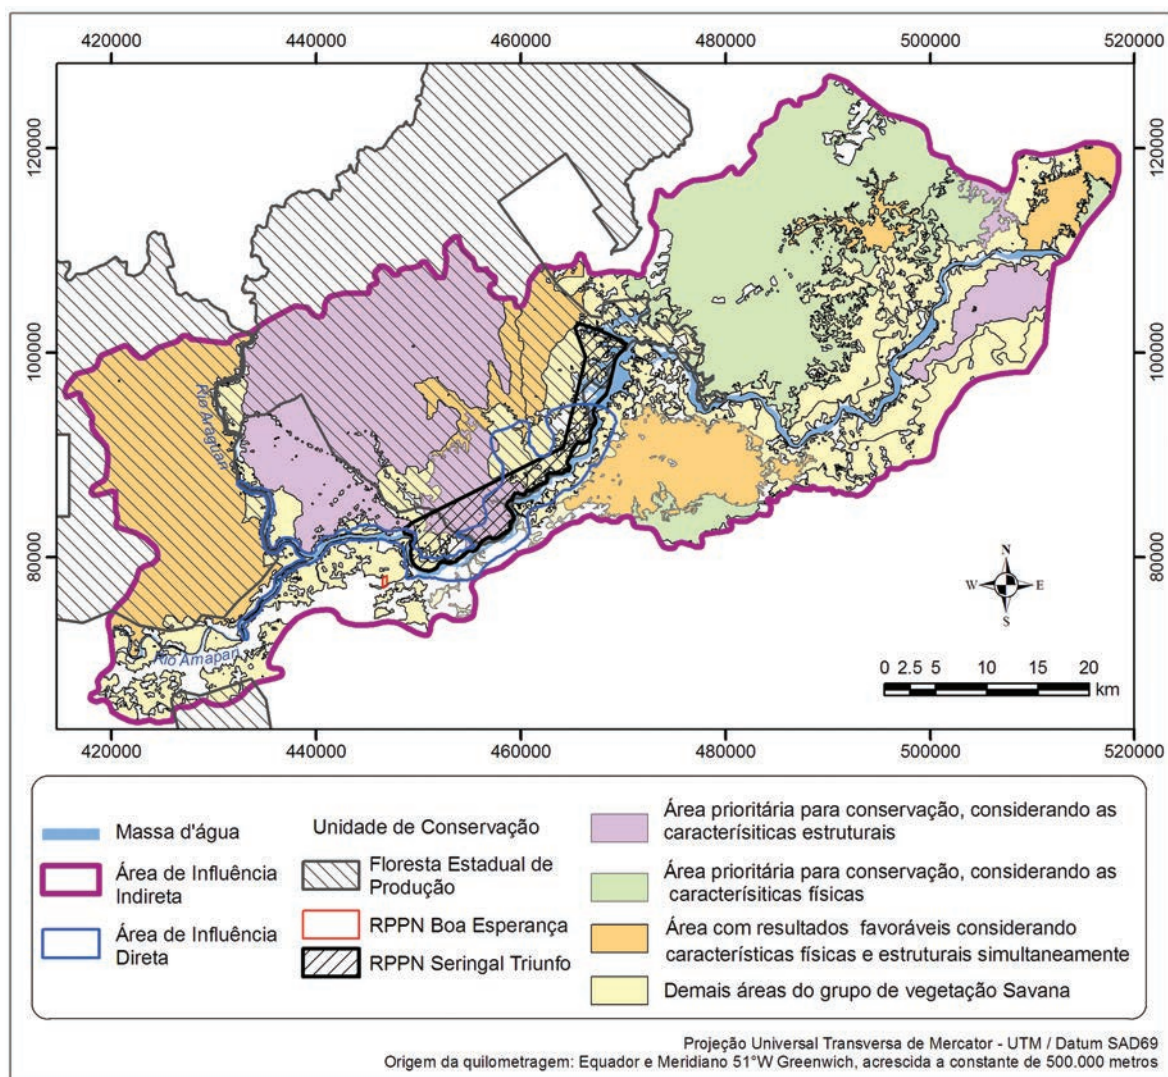 420000 440000 460000 480000 500000 520000
120000 120000
100000 100000
80000 80000
Rio Araguari
Rio Amapari
N
W E
S
0 2.5 5 10 15 20
km
420000 440000 460000 480000 500000 520000
Massa d'água
Área de Influência
Indireta
Área de Influência
Direta
Unidade de Conservação
Floresta Estadual de
Produção
RPPN Boa Esperança
RPPN Seringal Triunfo
Área prioritária para conservação, considerando as
caracterísiticas estruturais
Área prioritária para conservação, considerando as
caracterísiticas físicas
Área com resultados favoráveis considerando
características físicas e estruturais simultaneamente
Demais áreas do grupo de vegetação Savana
Projeção Universal Transversa de Mercator - UTM / Datum SAD69
Origem da quilometragem: Equador e Meridiano 51°W Greenwich, acrescida a constante de 500.000 metros